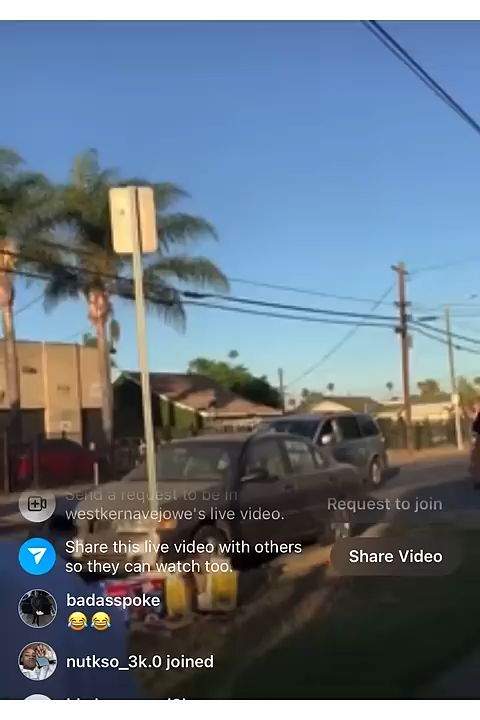 Send a request to be in
westkernavejowe's live video.
Request to join
Share this live video with others
so they can watch too.
Share Video
badasspoke
😂😂
nutkso_3k.0 joined